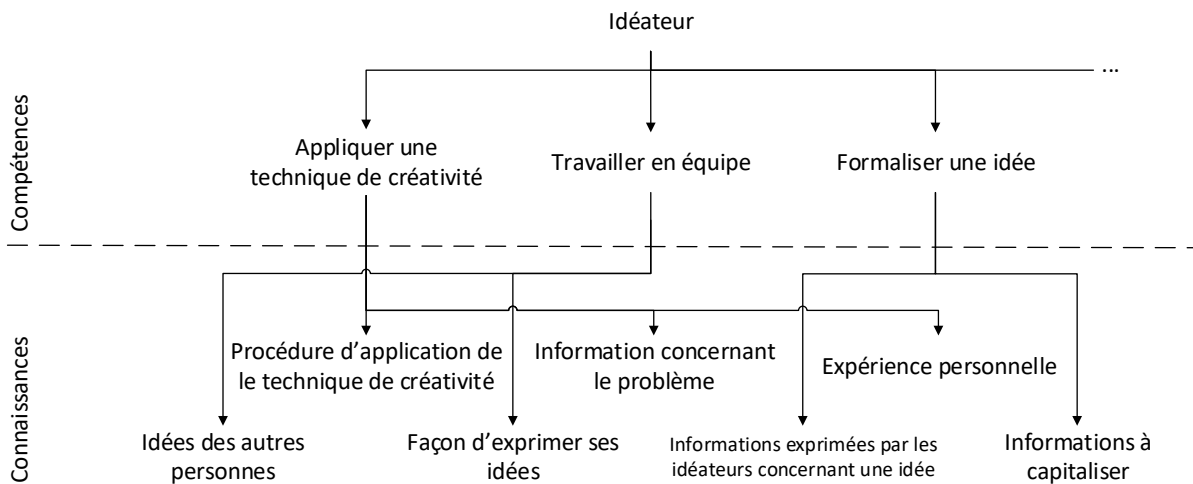 Idéateur
...
Compétences
Appliquer une
technique de créativité
Travailler en équipe
Formaliser une idée
Connaissances
Procédure d’application de
le technique de créativité
Information concernant
le problème
Expérience personnelle
Idées des autres
personnes
Façon d’exprimer ses
idées
Informations exprimées par les
idéateurs concernant une idée
Informations à
capitaliser